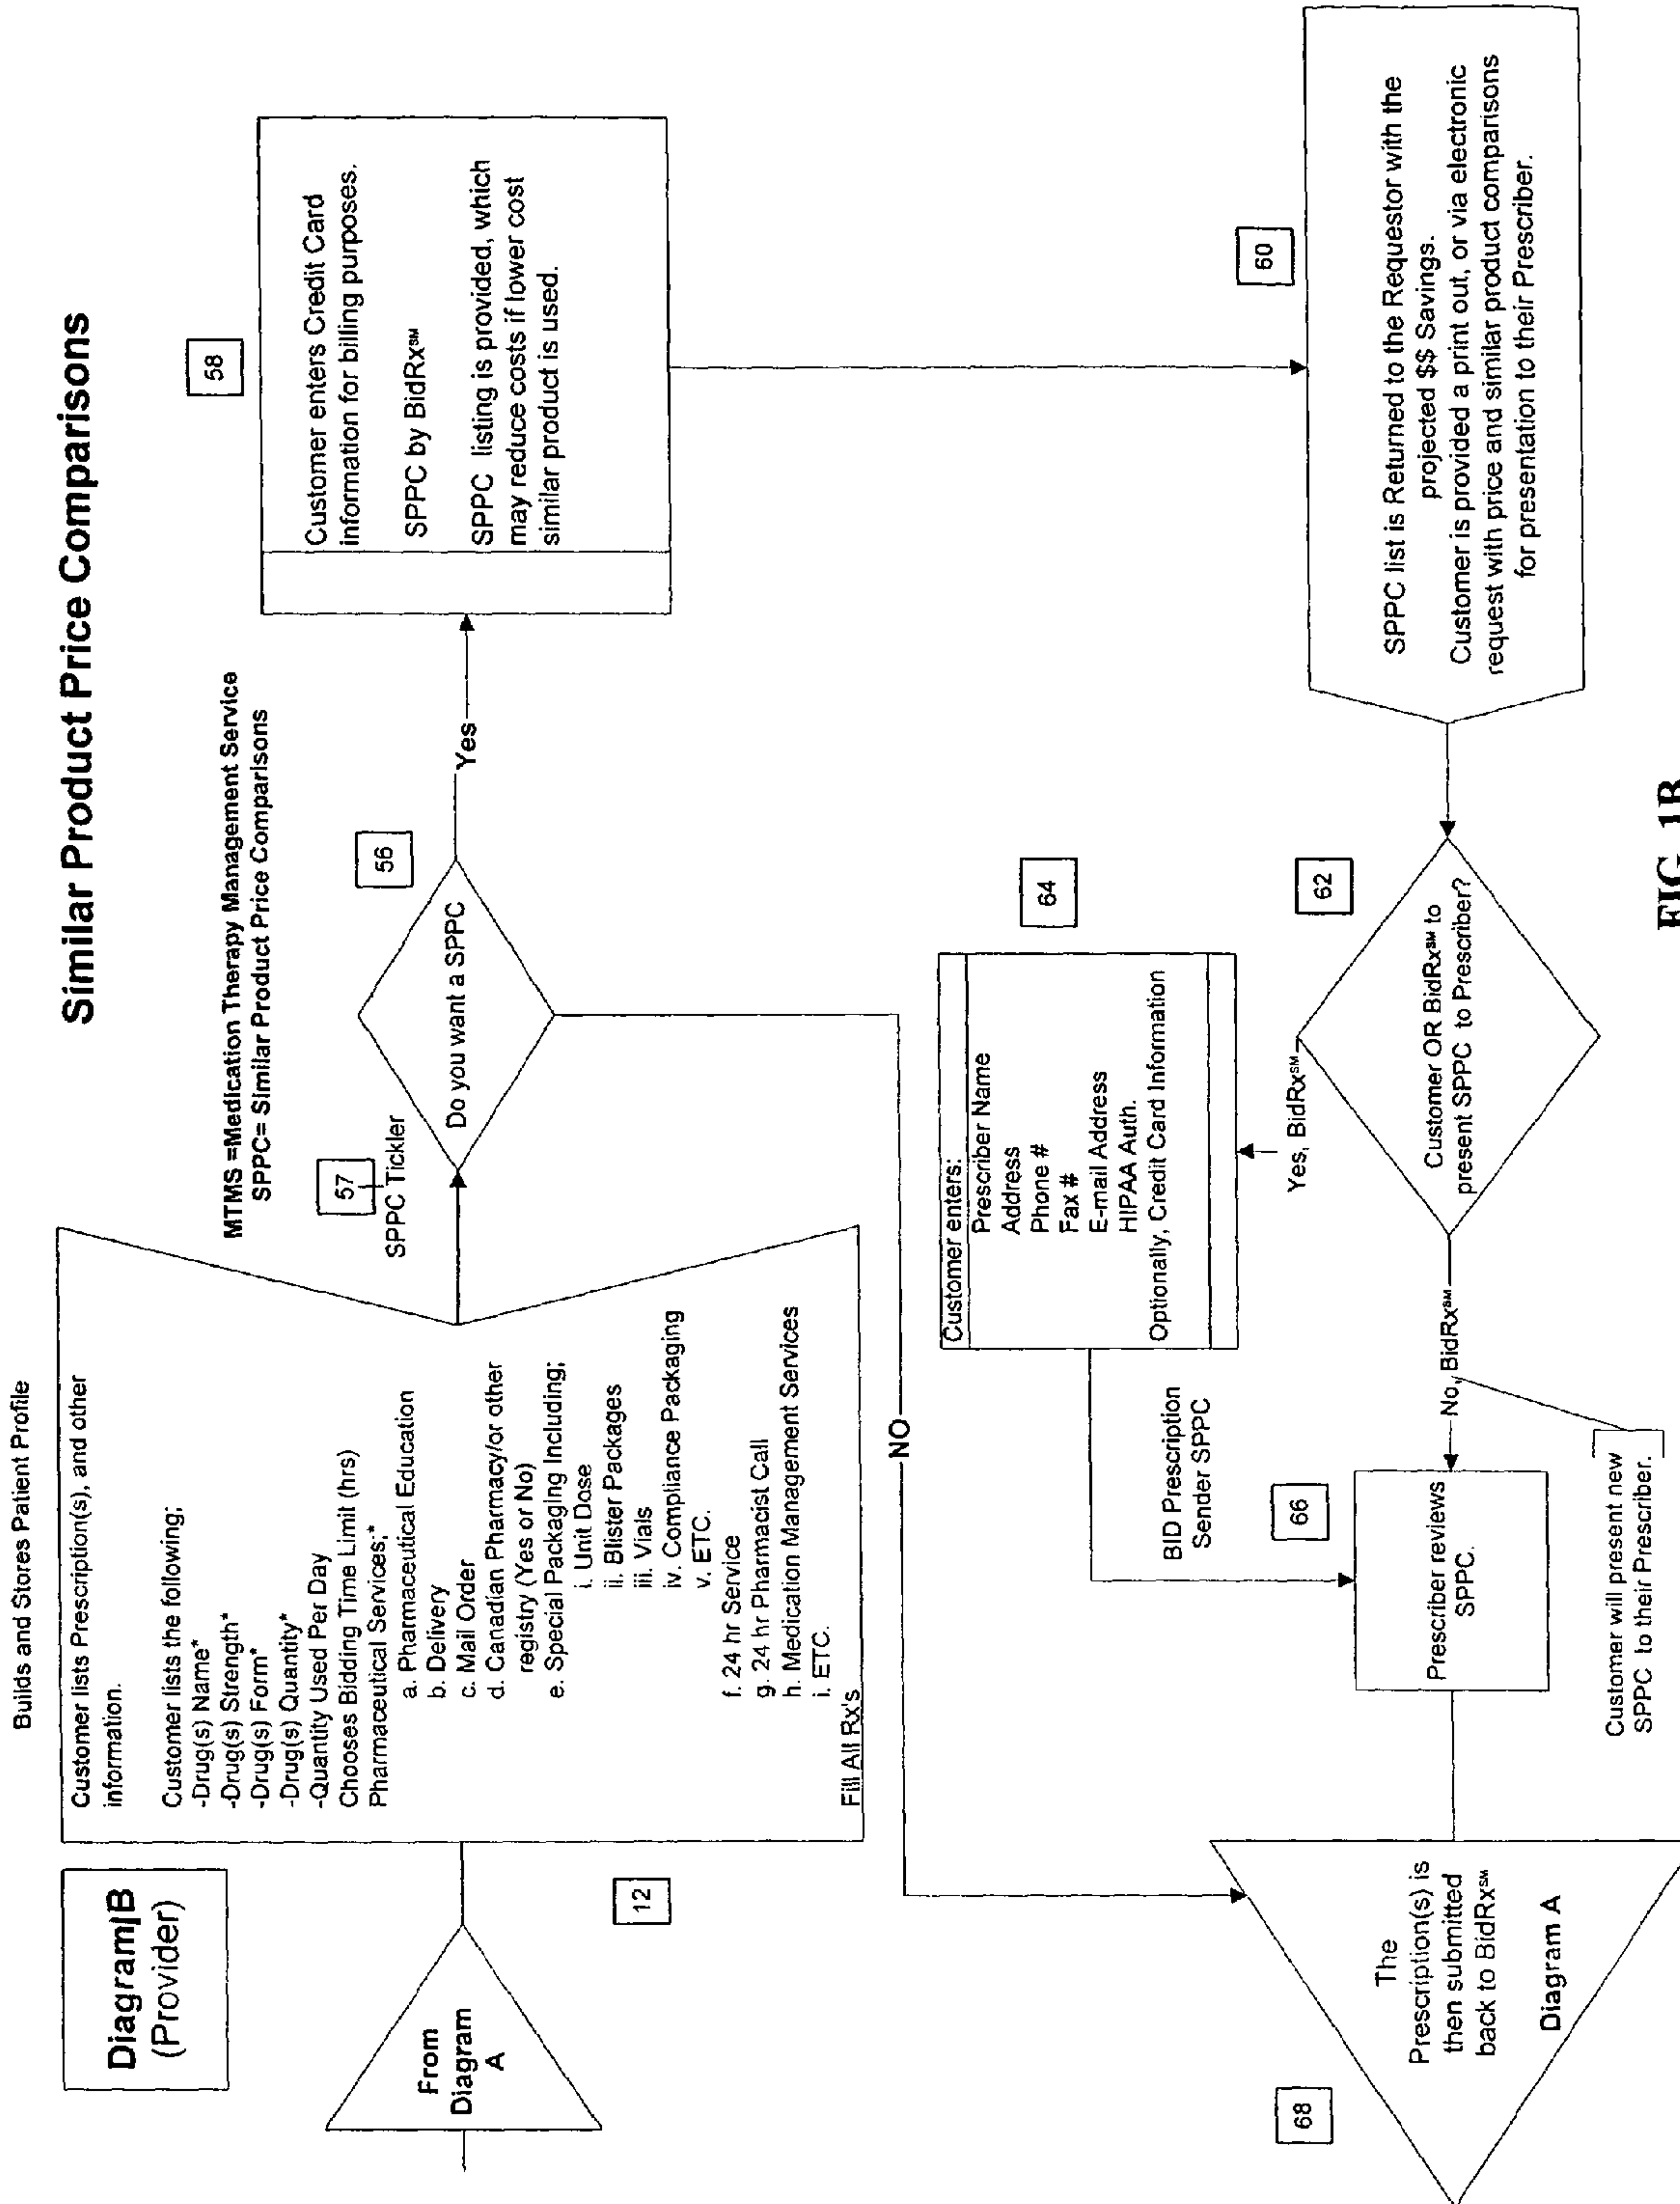 Similar Product Price Comparisons
Builds and Stores Patient Profile
Diagram B
(Provider)
From
Diagram
A
12
Customer lists Prescription(s), and other
information.
Customer lists the following;
-Drug(s) Name*
-Drug(s) Strength*
-Drug(s) Form*
-Drug(s) Quantity*
-Quantity Used Per Day
Chooses Bidding Time Limit (hrs)
Pharmaceutical Services;*
a. Pharmaceutical Education
b. Delivery
c. Mail Order
d. Canadian Pharmacy/or other
registry (Yes or No)
e. Special Packaging Including;
i. Unit Dose
ii. Blister Packages
iii. Vials
iv. Compliance Packaging
v. ETC.
f. 24 hr Service
g. 24 hr Pharmacist Call
h. Medication Management Services
i. ETC.
Fill All Rx's
MTMS =Medication Therapy Management Service
SPPC= Similar Product Price Comparisons
57
SPPC Tickler
56
Do you want a SPPC
Yes
NO
58
Customer enters Credit Card
information for billing purposes.
SPPC by BidRx℠
SPPC listing is provided, which
may reduce costs if lower cost
similar product is used.
60
SPPC list is Returned to the Requestor with the
projected $$ Savings.
Customer is provided a print out, or via electronic
request with price and similar product comparisons
for presentation to their Prescriber.
62
Customer OR BidRx℠ to
present SPPC to Prescriber?
Yes, BidRx℠
64
Customer enters:
Prescriber Name
Address
Phone #
Fax #
E-mail Address
HIPAA Auth.
Optionally, Credit Card Information
BID Prescription
Sender SPPC
No, BidRx℠
Customer will present new
SPPC to their Prescriber.
66
Prescriber reviews
SPPC.
68
The
Prescription(s) is
then submitted
back to BidRx℠
Diagram A
FIG. 1B